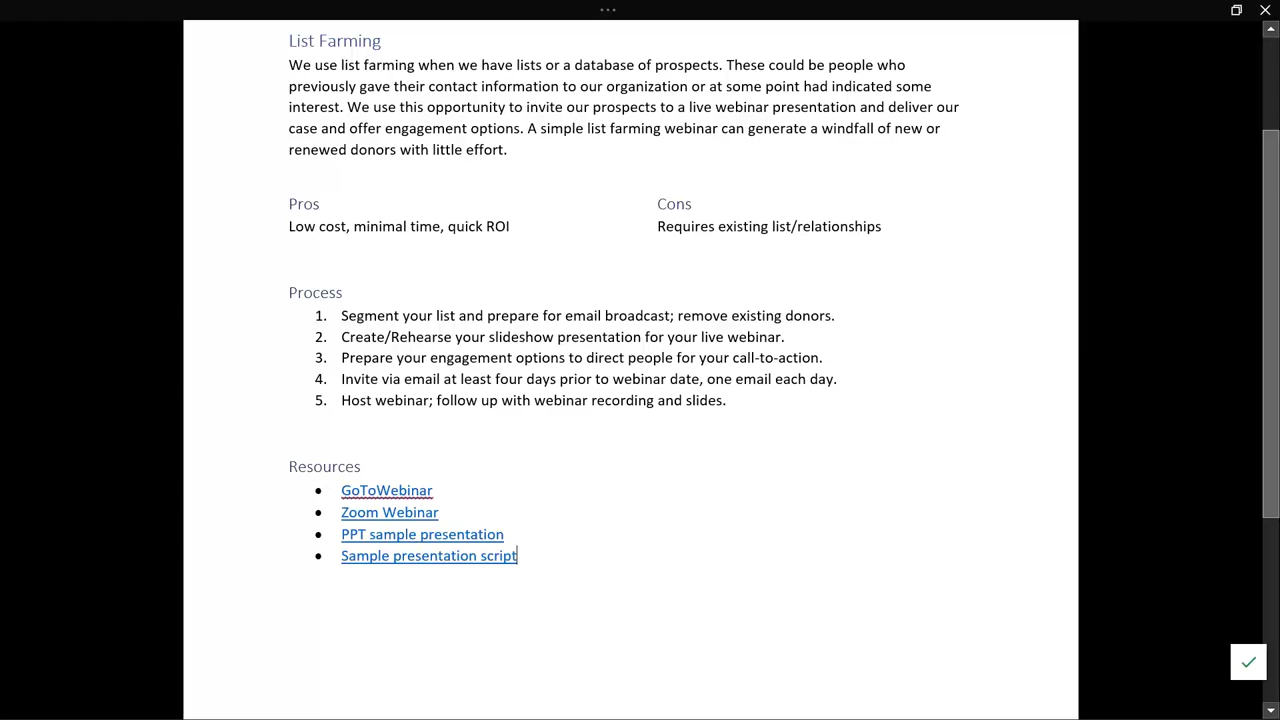 List Farming
We use list farming when we have lists or a database of prospects. These could be people who
previously gave their contact information to our organization or at some point had indicated some
interest. We use this opportunity to invite our prospects to a live webinar presentation and deliver our
case and offer engagement options. A simple list farming webinar can generate a windfall of new or
renewed donors with little effort.
Pros
Low cost, minimal time, quick ROI
Cons
Requires existing list/relationships
Process
1. Segment your list and prepare for email broadcast; remove existing donors.
2. Create/Rehearse your slideshow presentation for your live webinar.
3. Prepare your engagement options to direct people for your call-to-action.
4. Invite via email at least four days prior to webinar date, one email each day.
5. Host webinar; follow up with webinar recording and slides.
Resources
• GoToWebinar
• Zoom Webinar
• PPT sample presentation
• Sample presentation script